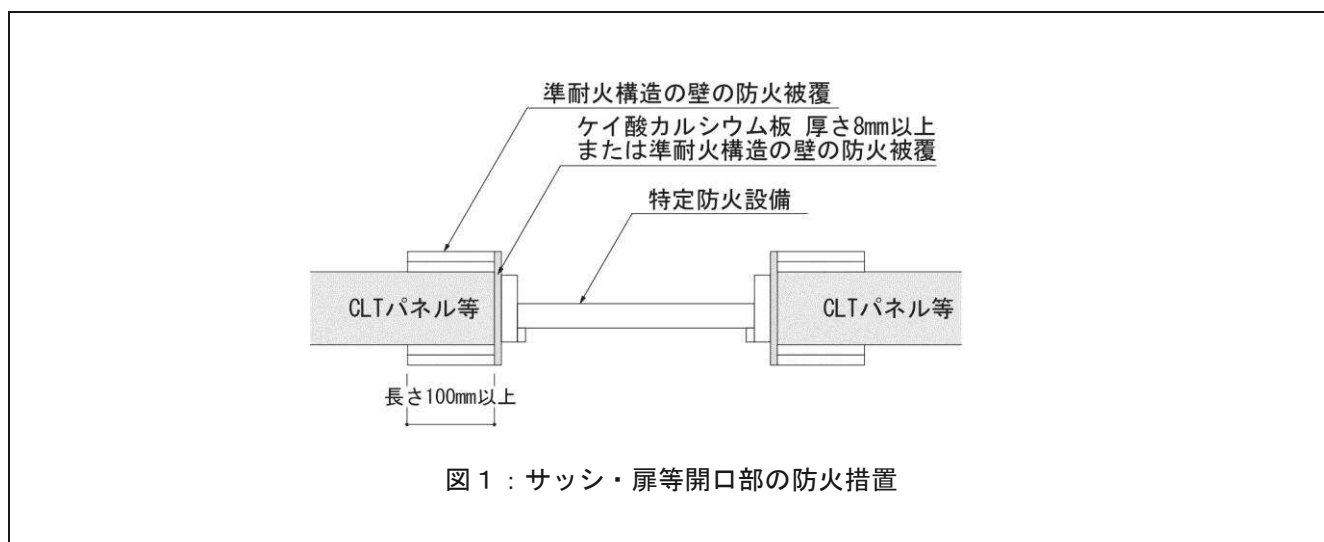 準耐火構造の壁の防火被覆
ケイ酸カルシウム板 厚さ8mm以上
または準耐火構造の壁の防火被覆
特定防火設備
CLTパネル等
CLTパネル等
長さ100mm以上
図1:サッシ・扉等開口部の防火措置